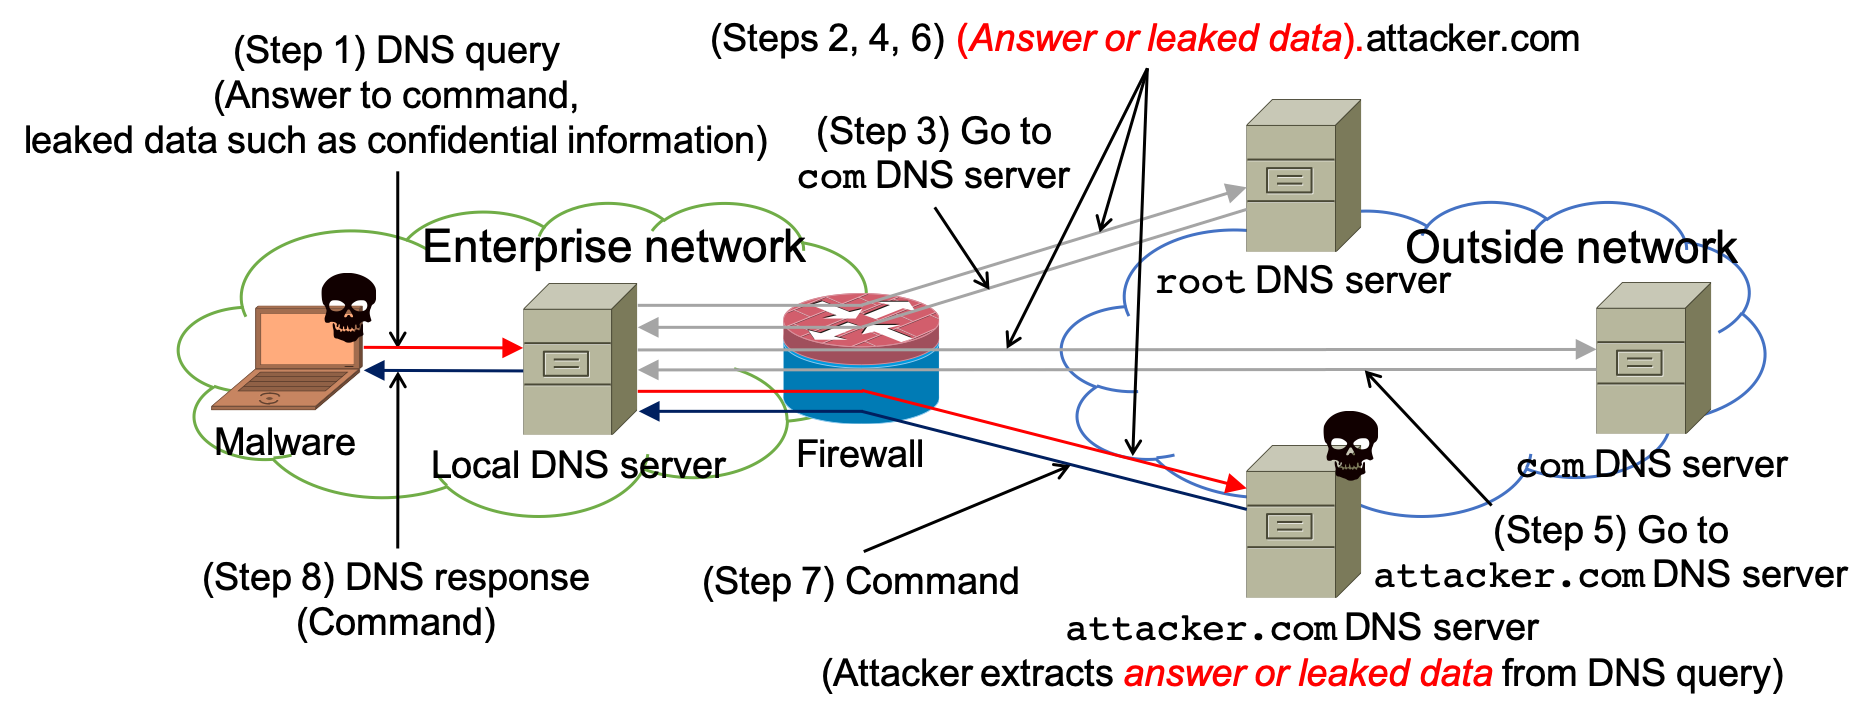 (Step 1) DNS query
(Answer to command,
leaked data such as confidential information)
(Steps 2, 4, 6) (Answer or leaked data).attacker.com
(Step 3) Go to
com DNS server
Enterprise network
Outside network
root DNS server
Malware
Local DNS server
Firewall
com DNS server
(Step 5) Go to
attacker.com DNS server
(Step 8) DNS response
(Command)
(Step 7) Command
attacker.com DNS server
(Attacker extracts answer or leaked data from DNS query)